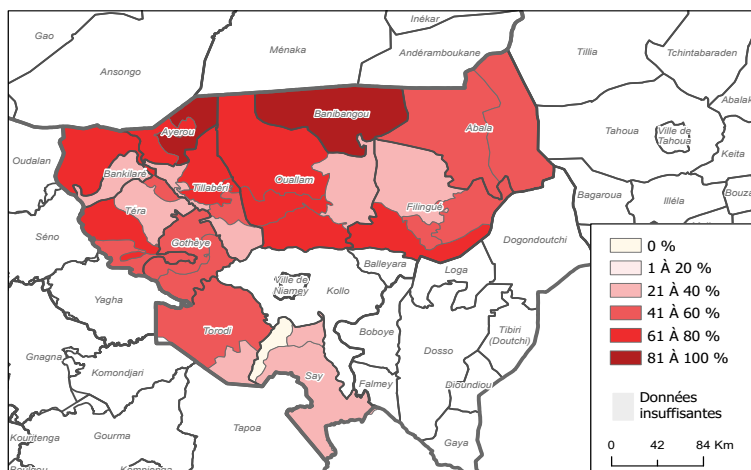 Gao
Ansongo
Ménaka
Inékar
Andéramboukane
Tillia
Tchintabaraden
Abalak
Tahoua
Ville de
Tahoua
Keita
Bagaroua
Illéla
Bouza
Oudalan
Ayerou
Banibangou
Abala
Bankilaré
Tillabéri
Ouallam
Filingué
Téra
Gothèye
Séno
Dogondoutchi
Balleyara
Loga
Ville de
Niamey
Kollo
Yagha
Torodi
Say
Boboye
Dosso
Tibiri
(Doutchi)
Gnagna
Komondjari
Falmey
Dioundiou
Gaya
Tapoa
Gourma
Kouritenga
Kompienga
0 %
1 À 20 %
21 À 40 %
41 À 60 %
61 À 80 %
81 À 100 %
Données
insuffisantes
0 42 84 Km